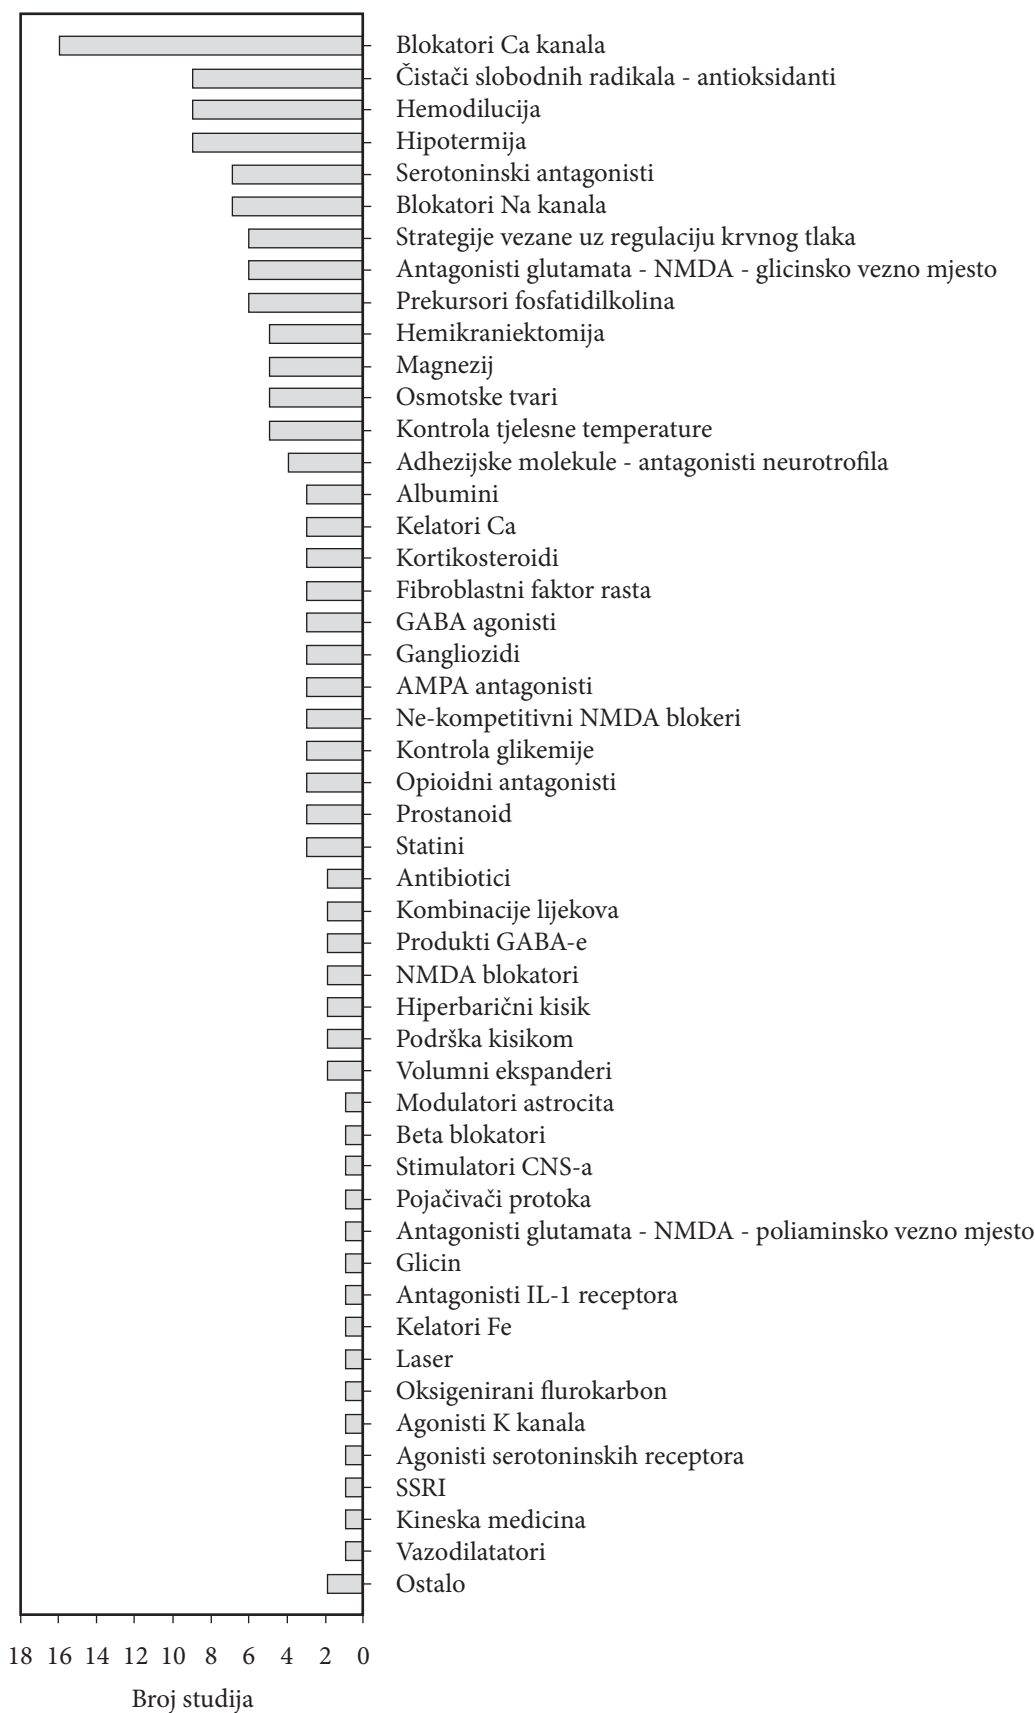 Blokatori Ca kanala
Čistači slobodnih radikala - antioksidanti
Hemodilucija
Hipotermija
Serotoninski antagonisti
Blokatori Na kanala
Strategije vezane uz regulaciju krvnog tlaka
Antagonisti glutamata - NMDA - glicinsko vezno mjesto
Prekursori fosfatidilkolina
Hemikraniektomija
Magnezij
Osmotske tvari
Kontrola tjelesne temperature
Adhezijske molekule - antagonisti neurotrofila
Albumini
Kelatori Ca
Kortikosteroidi
Fibroblastni faktor rasta
GABA agonisti
Gangliozidi
AMPA antagonisti
Ne-kompetitivni NMDA blokeri
Kontrola glikemije
Opioidni antagonisti
Prostanoid
Statini
Antibiotici
Kombinacije lijekova
Produkti GABA-e
NMDA blokatori
Hiperbarični kisik
Podrška kisikom
Volumni ekspanderi
Modulatori astrocita
Beta blokatori
Stimulatori CNS-a
Pojačivači protoka
Antagonisti glutamata - NMDA - poliaminsko vezno mjesto
Glicin
Antagonisti IL-1 receptora
Kelatori Fe
Laser
Oksigenirani flurokarbon
Agonisti K kanala
Agonisti serotoninskih receptora
SSRI
Kineska medicina
Vazodilatatori
Ostalo
18 16 14 12 10 8 6 4 2 0
Broj studija